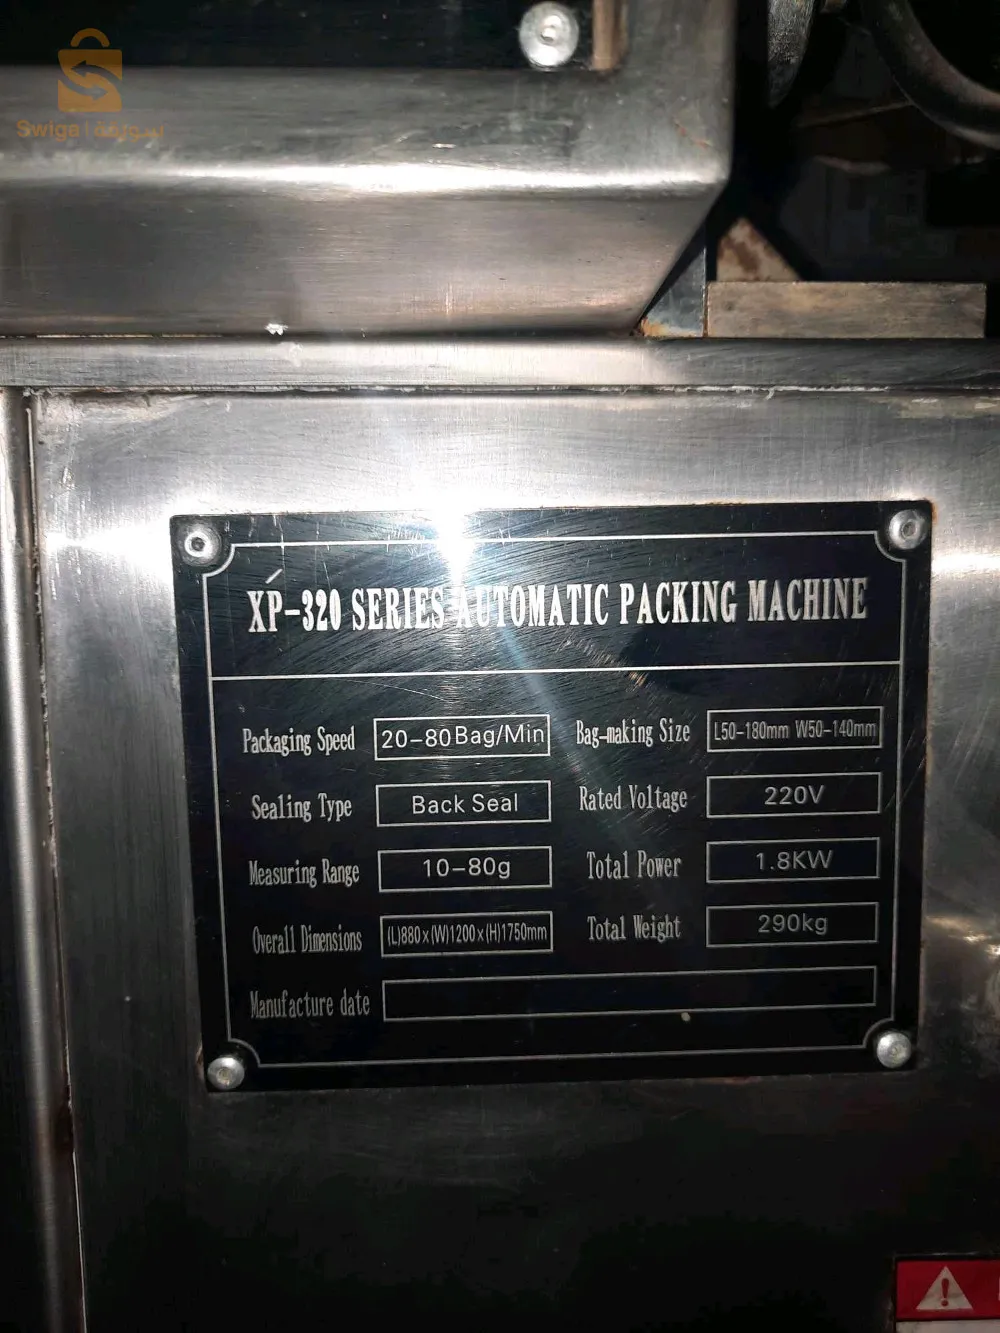 Swiga | سويقة
XP-320 SERIES AUTOMATIC PACKING MACHINE
Packaging Speed 20-80Bag/Min Bag-making Size L50-180mm W50-140mm
Sealing Type Back Seal Rated Voltage 220V
Measuring Range 10-80g Total Power 1.8KW
Overall Dimensions (L)880x(W)1200x(H)1750mm Total Weight 290kg
Manufacture date